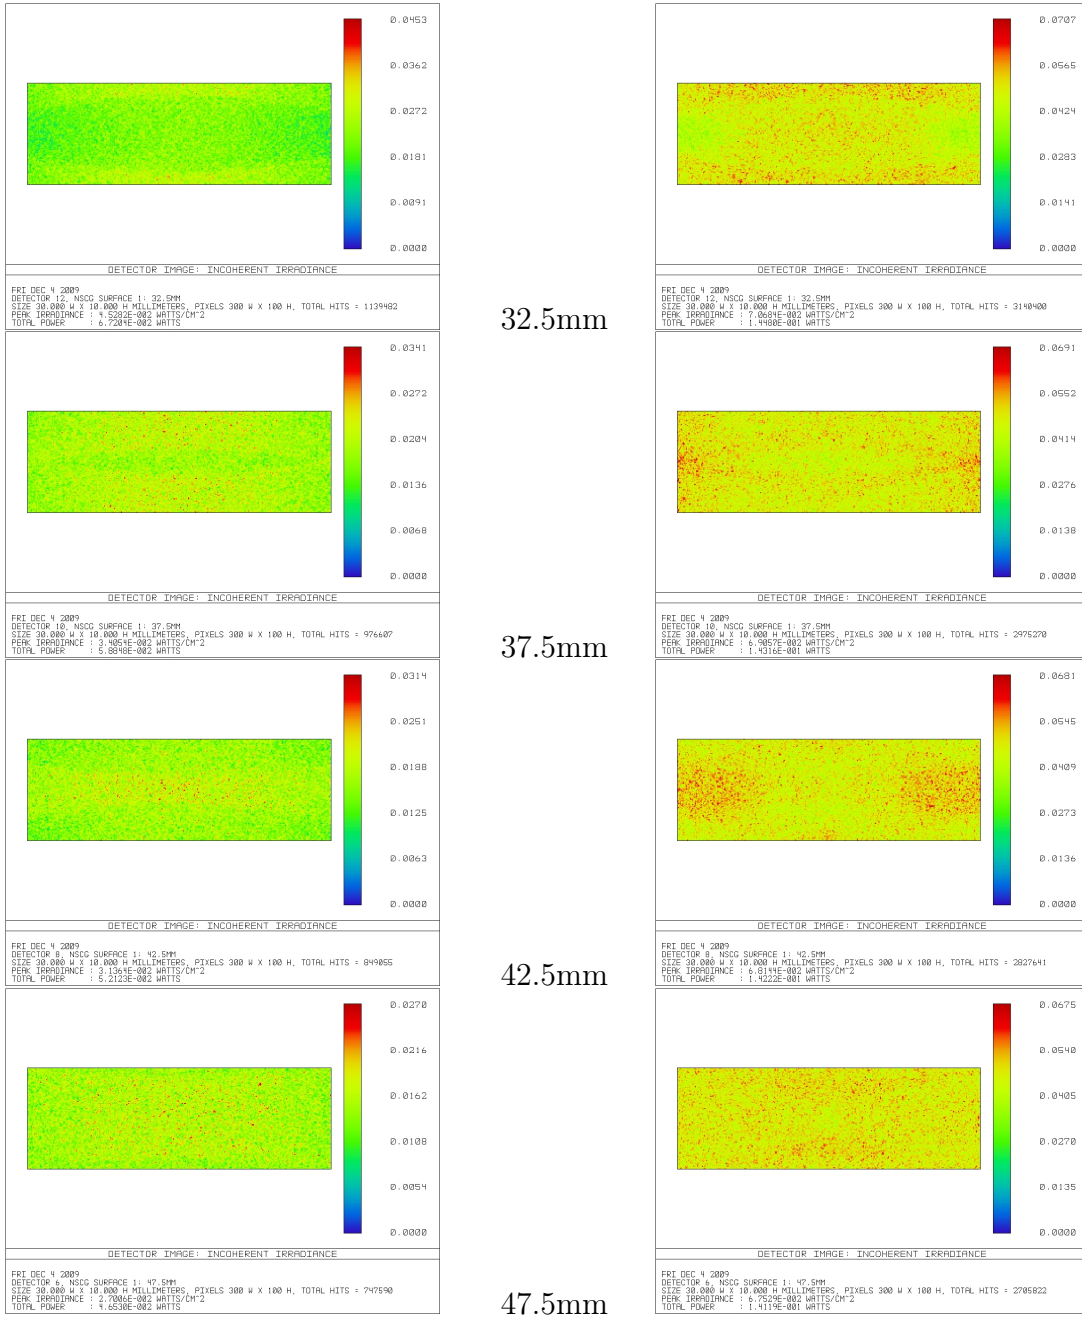 0.0453
0.0362
0.0272
0.0181
0.0091
0.0000
DETECTOR IMAGE: INCOHERENT IRRADIANCE
FRI DEC 4 2009
DETECTOR 12, NSCG SURFACE 1: 32.5MM
SIZE 30.000 W X 10.000 H MILLIMETERS, PIXELS 300 W X 100 H, TOTAL HITS = 1139482
PEAK IRRADIANCE : 4.5282E-002 WATTS/CM^2
TOTAL POWER : 6.7204E-002 WATTS
32.5mm
0.0707
0.0565
0.0424
0.0283
0.0141
0.0000
DETECTOR IMAGE: INCOHERENT IRRADIANCE
FRI DEC 4 2009
DETECTOR 12, NSCG SURFACE 1: 32.5MM
SIZE 30.000 W X 10.000 H MILLIMETERS, PIXELS 300 W X 100 H, TOTAL HITS = 3140400
PEAK IRRADIANCE : 7.0684E-002 WATTS/CM^2
TOTAL POWER : 1.4480E-001 WATTS
0.0341
0.0272
0.0204
0.0136
0.0068
0.0000
DETECTOR IMAGE: INCOHERENT IRRADIANCE
FRI DEC 4 2009
DETECTOR 10, NSCG SURFACE 1: 37.5MM
SIZE 30.000 W X 10.000 H MILLIMETERS, PIXELS 300 W X 100 H, TOTAL HITS = 976607
PEAK IRRADIANCE : 3.4054E-002 WATTS/CM^2
TOTAL POWER : 5.8848E-002 WATTS
37.5mm
0.0691
0.0552
0.0414
0.0276
0.0138
0.0000
DETECTOR IMAGE: INCOHERENT IRRADIANCE
FRI DEC 4 2009
DETECTOR 10, NSCG SURFACE 1: 37.5MM
SIZE 30.000 W X 10.000 H MILLIMETERS, PIXELS 300 W X 100 H, TOTAL HITS = 2975270
PEAK IRRADIANCE : 6.9057E-002 WATTS/CM^2
TOTAL POWER : 1.4316E-001 WATTS
0.0314
0.0251
0.0188
0.0125
0.0063
0.0000
DETECTOR IMAGE: INCOHERENT IRRADIANCE
FRI DEC 4 2009
DETECTOR 8, NSCG SURFACE 1: 42.5MM
SIZE 30.000 W X 10.000 H MILLIMETERS, PIXELS 300 W X 100 H, TOTAL HITS = 849055
PEAK IRRADIANCE : 3.1364E-002 WATTS/CM^2
TOTAL POWER : 5.2123E-002 WATTS
42.5mm
0.0681
0.0545
0.0409
0.0273
0.0136
0.0000
DETECTOR IMAGE: INCOHERENT IRRADIANCE
FRI DEC 4 2009
DETECTOR 8, NSCG SURFACE 1: 42.5MM
SIZE 30.000 W X 10.000 H MILLIMETERS, PIXELS 300 W X 100 H, TOTAL HITS = 2827641
PEAK IRRADIANCE : 6.8144E-002 WATTS/CM^2
TOTAL POWER : 1.4222E-001 WATTS
0.0270
0.0216
0.0162
0.0108
0.0054
0.0000
DETECTOR IMAGE: INCOHERENT IRRADIANCE
FRI DEC 4 2009
DETECTOR 6, NSCG SURFACE 1: 47.5MM
SIZE 30.000 W X 10.000 H MILLIMETERS, PIXELS 300 W X 100 H, TOTAL HITS = 747590
PEAK IRRADIANCE : 2.7006E-002 WATTS/CM^2
TOTAL POWER : 4.6530E-002 WATTS
47.5mm
0.0675
0.0540
0.0405
0.0270
0.0135
0.0000
DETECTOR IMAGE: INCOHERENT IRRADIANCE
FRI DEC 4 2009
DETECTOR 6, NSCG SURFACE 1: 47.5MM
SIZE 30.000 W X 10.000 H MILLIMETERS, PIXELS 300 W X 100 H, TOTAL HITS = 2705822
PEAK IRRADIANCE : 6.7529E-002 WATTS/CM^2
TOTAL POWER : 1.4119E-001 WATTS